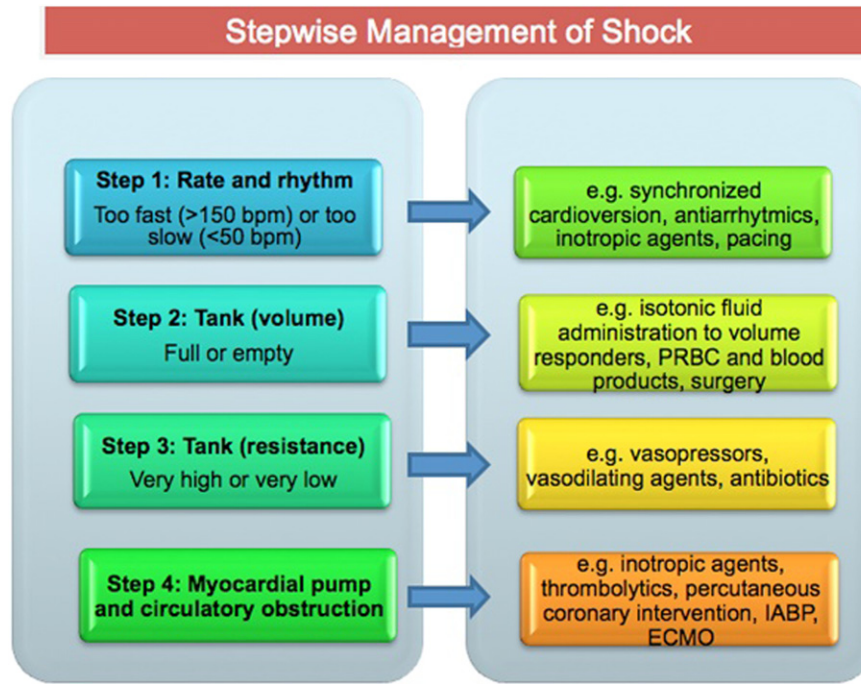 Stepwise Management of Shock
Step 1: Rate and rhythm
Too fast (>150 bpm) or too
slow (<50 bpm)
e.g. synchronized
cardioversion, antiarrhytmics,
inotropic agents, pacing
Step 2: Tank (volume)
Full or empty
e.g. isotonic fluid
administration to volume
responders, PRBC and blood
products, surgery
Step 3: Tank (resistance)
Very high or very low
e.g. vasopressors,
vasodilating agents, antibiotics
Step 4: Myocardial pump
and circulatory obstruction
e.g. inotropic agents,
thrombolytics, percutaneous
coronary intervention, IABP,
ECMO